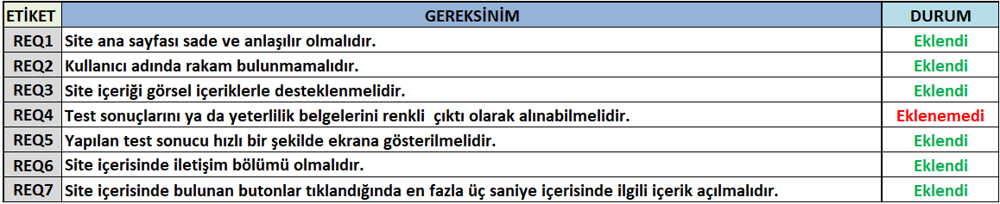 ETİKET GEREKSİNİM DURUM
REQ1 Site ana sayfası sade ve anlaşılır olmalıdır. Eklendi
REQ2 Kullanıcı adında rakam bulunmamalıdır. Eklendi
REQ3 Site içeriği görsel içeriklerle desteklenmelidir. Eklendi
REQ4 Test sonuçlarını ya da yeterlilik belgelerini renkli çıktı olarak alınabilmelidir. Eklenemedi
REQ5 Yapılan test sonucu hızlı bir şekilde ekrana gösterilmelidir. Eklendi
REQ6 Site içerisinde iletişim bölümü olmalıdır. Eklendi
REQ7 Site içerisinde bulunan butonlar tıklandığında en fazla üç saniye içerisinde ilgili içerik açılmalıdır. Eklendi